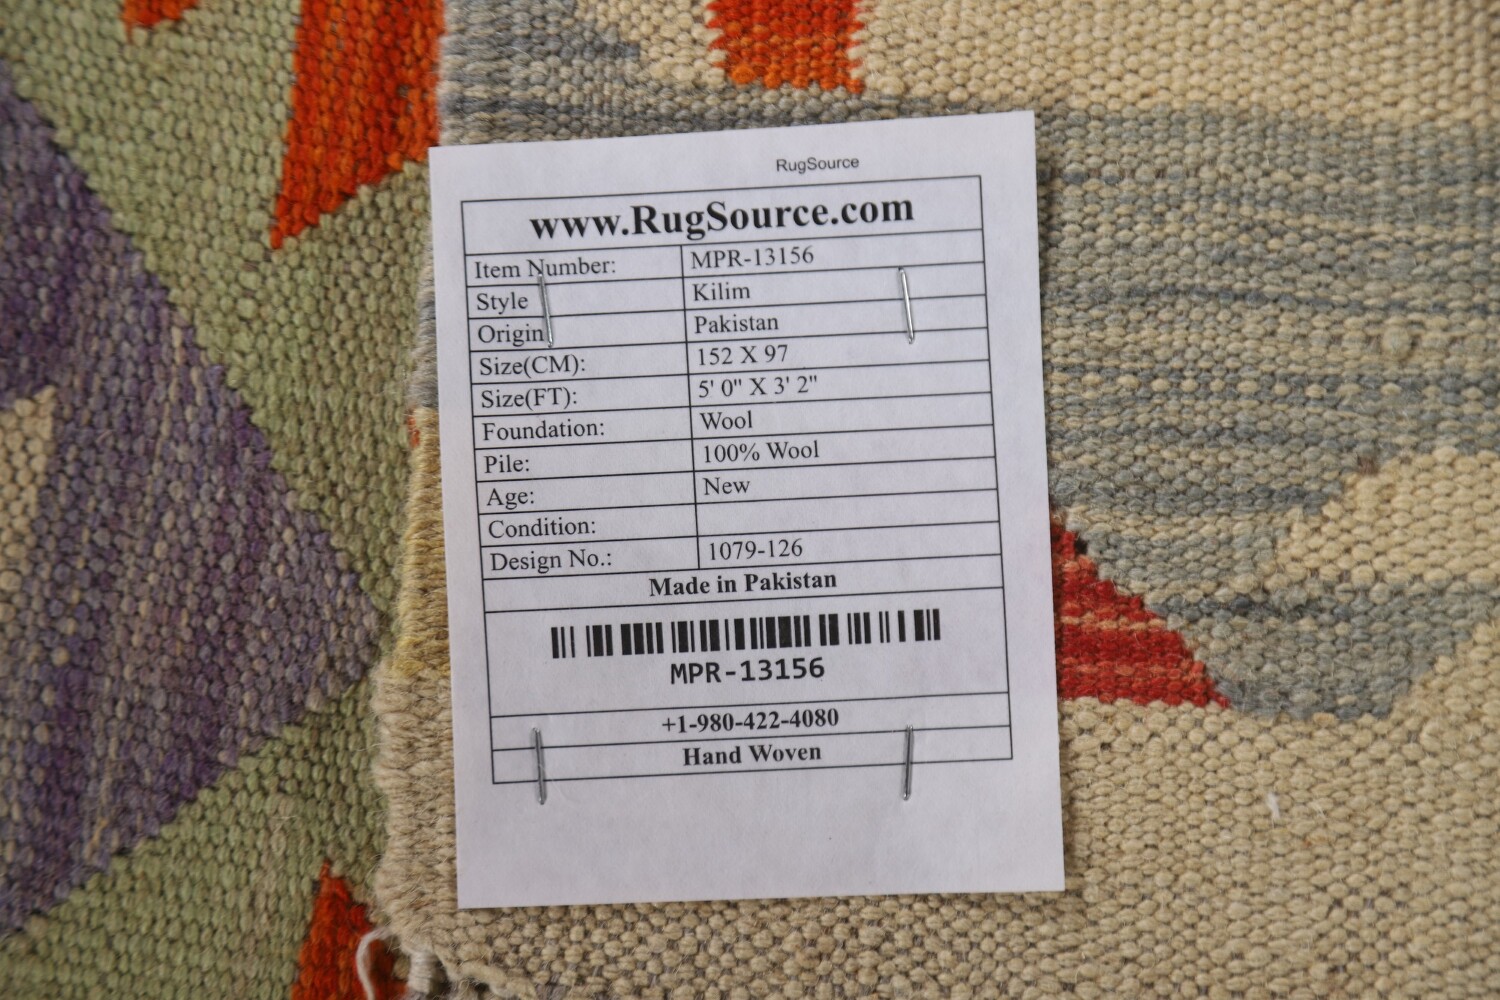 RugSource
www.RugSource.com
Item Number: MPR-13156
Style Kilim
Origin Pakistan
Size(CM): 152 X 97
Size(FT): 5' 0" X 3' 2"
Foundation: Wool
Pile: 100% Wool
Age: New
Condition:
Design No.: 1079-126
Made in Pakistan
MPR-13156
+1-980-422-4080
Hand Woven